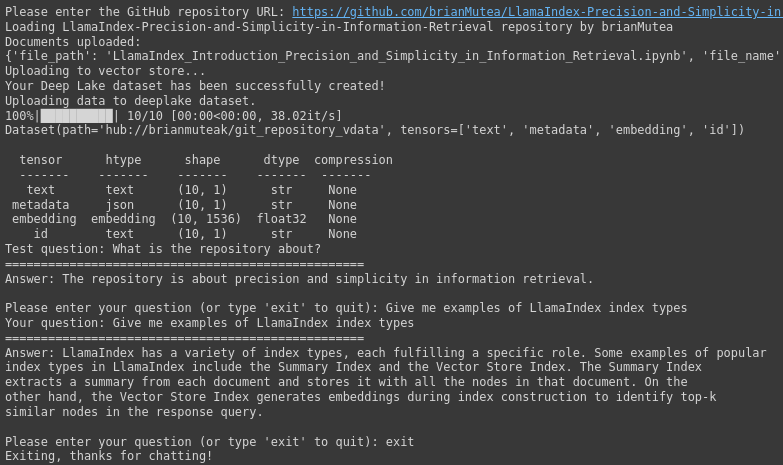 Please enter the GitHub repository URL: https://github.com/brianMutea/LlamaIndex-Precision-and-Simplicity-in-
Loading LlamaIndex-Precision-and-Simplicity-in-Information-Retrieval repository by brianMutea
Documents uploaded:
{'file_path': 'LlamaIndex_Introduction_Precision_and_Simplicity_in_Information_Retrieval.ipynb', 'file_name'
Uploading to vector store...
Your Deep Lake dataset has been successfully created!
Uploading data to deeplake dataset.
100%|██████████| 10/10 [00:00<00:00, 38.02it/s]
Dataset(path='hub://brianmuteak/git_repository_vdata', tensors=['text', 'metadata', 'embedding', 'id'])
tensor htype shape dtype compression
------- ------- ------- ------- -------
text text (10, 1) str None
metadata json (10, 1) str None
embedding embedding (10, 1536) float32 None
id text (10, 1) str None
Test question: What is the repository about?
==================================================
Answer: The repository is about precision and simplicity in information retrieval.
Please enter your question (or type 'exit' to quit): Give me examples of LlamaIndex index types
Your question: Give me examples of LlamaIndex index types
==================================================
Answer: LlamaIndex has a variety of index types, each fulfilling a specific role. Some examples of popular
index types in LlamaIndex include the Summary Index and the Vector Store Index. The Summary Index
extracts a summary from each document and stores it with all the nodes in that document. On the
other hand, the Vector Store Index generates embeddings during index construction to identify top-k
similar nodes in the response query.
Please enter your question (or type 'exit' to quit): exit
Exiting, thanks for chatting!